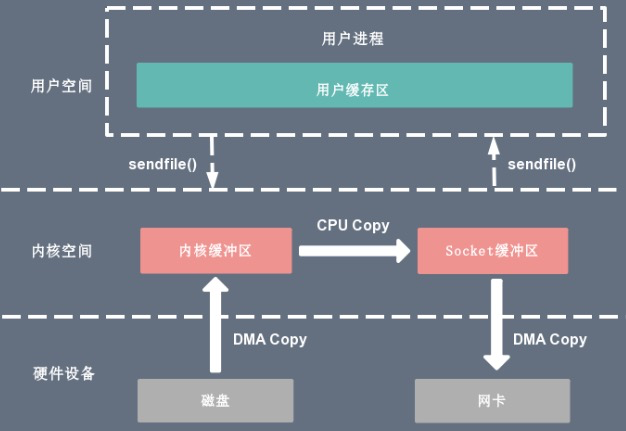 用户进程
用户空间
用户缓存区
sendfile()
sendfile()
CPU Copy
内核空间
内核缓冲区
Socket缓冲区
DMA Copy
DMA Copy
硬件设备
磁盘
网卡